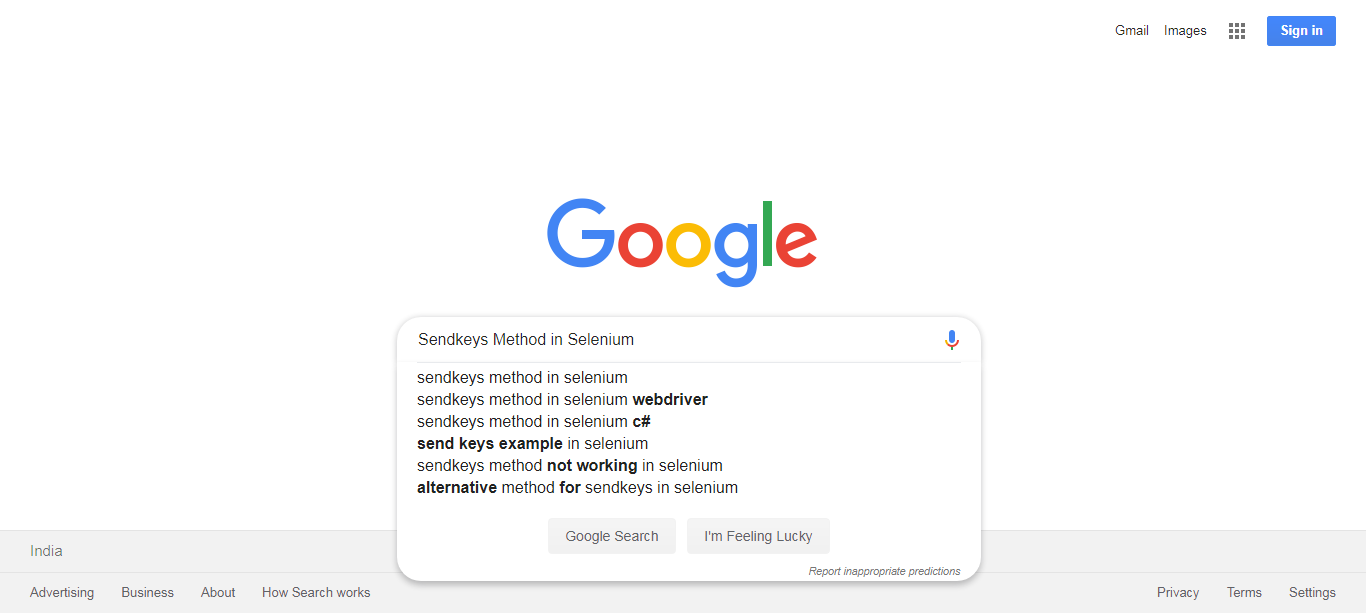 Gmail Images Sign in
Google
Sendkeys Method in Selenium
sendkeys method in selenium
sendkeys method in selenium webdriver
sendkeys method in selenium c#
send keys example in selenium
sendkeys method not working in selenium
alternative method for sendkeys in selenium
Google Search I'm Feeling Lucky
Report inappropriate predictions
India
Advertising Business About How Search works Privacy Terms Settings